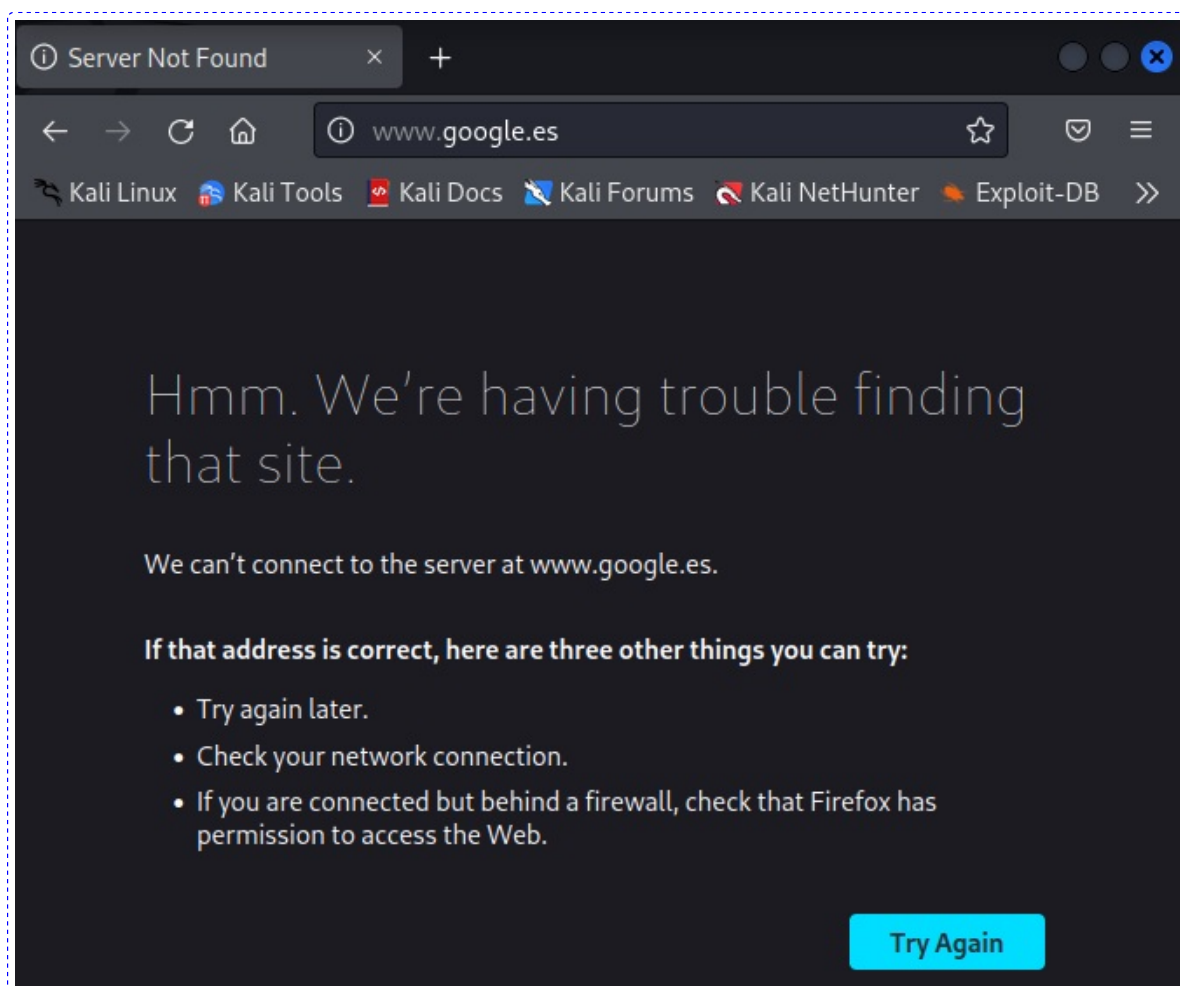 Server Not Found
www.google.es
Kali Linux Kali Tools Kali Docs Kali Forums Kali NetHunter Exploit-DB
Hmm. We're having trouble finding
that site.
We can't connect to the server at www.google.es.
If that address is correct, here are three other things you can try:
• Try again later.
• Check your network connection.
• If you are connected but behind a firewall, check that Firefox has
permission to access the Web.
Try Again